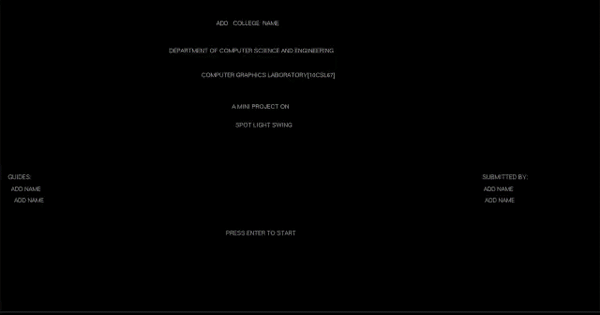 ADD COLLEGE NAME
DEPARTMENT OF COMPUTER SCIENCE AND ENGINEERING
COMPUTER GRAPHICS LABORATORY[10CSL67]
A MINI PROJECT ON
SPOT LIGHT SWING
GUIDES:
ADD NAME
ADD NAME
SUBMITTED BY:
ADD NAME
ADD NAME
PRESS ENTER TO START